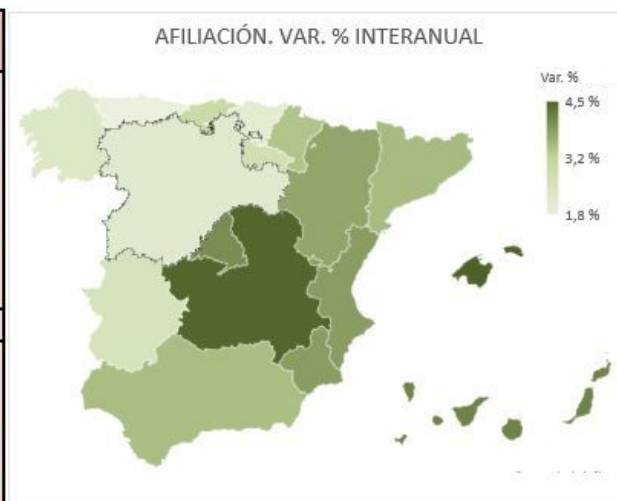 AFILIACIÓN. VAR. % INTERANUAL
Var. %
4,5 %
3,2 %
1,8 %